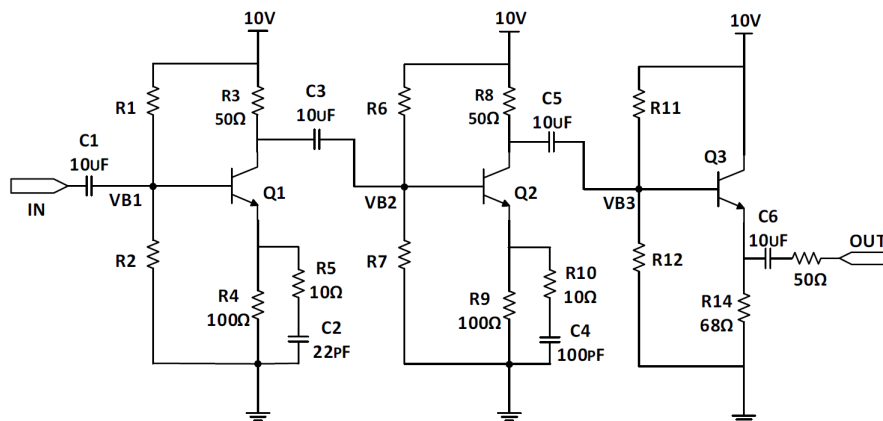 10V
10V
10V
R1
R3
50Ω
C3
10UF
R6
R8
50Ω
C5
10UF
R11
C1
10UF
Q1
Q2
Q3
IN
VB1
VB2
VB3
C6
10UF
OUT
50Ω
R2
R5
10Ω
R4
100Ω
C2
22PF
R7
R10
10Ω
R9
100Ω
C4
100PF
R12
R14
68Ω